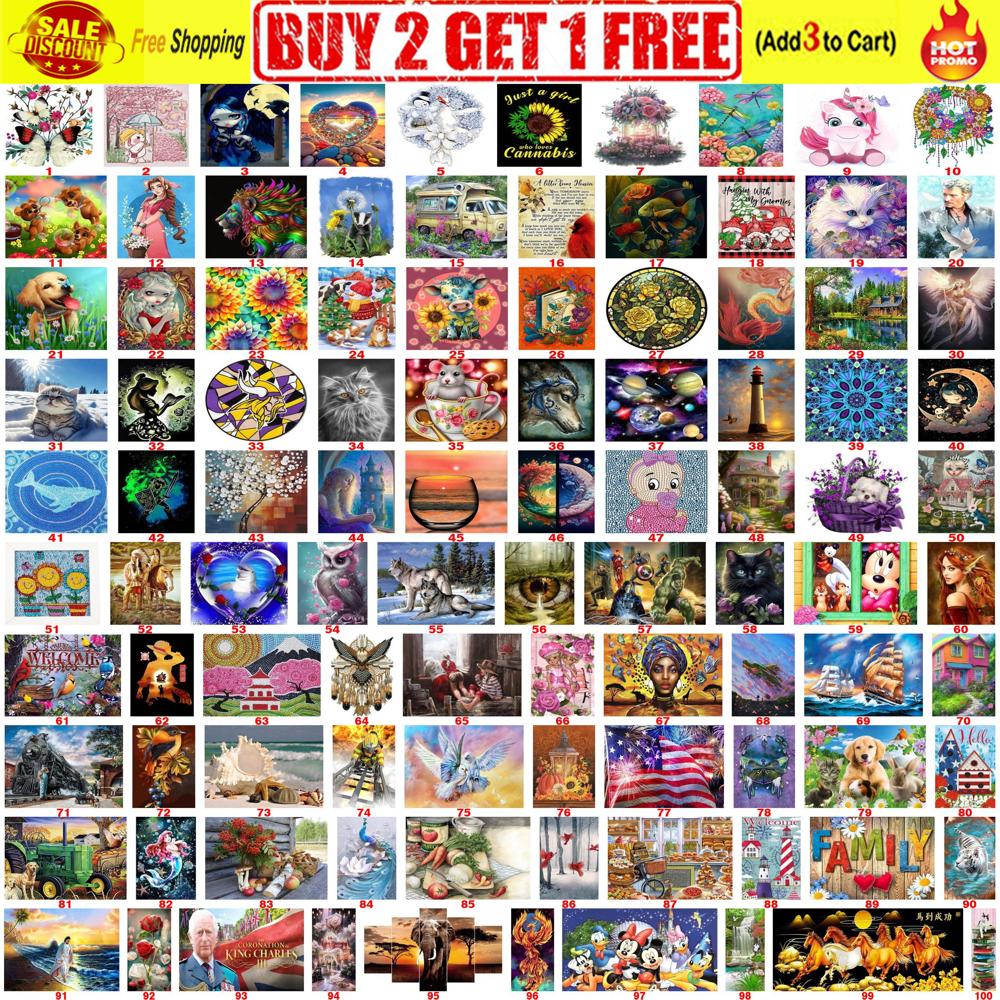 SALE
DISCOUNT
Free Shopping
BUY 2 GET 1 FREE
(Add 3 to Cart)
HOT
PROMO
Just a girl
who loves
Cannabis
1 2 3 4 5 6 7 8 9 10
A letter from Heaven
Hangin' With
My Gnomies
11 12 13 14 15 16 17 18 19 20
21 22 23 24 25 26 27 28 29 30
31 32 33 34 35 36 37 38 39 40
41 42 43 44 45 46 47 48 49 50
51 52 53 54 55 56 57 58 59 60
WELCOME
61 62 63 64 65 66 67 68 69 70
Hello
71 72 73 74 75 76 77 78 79 80
Welcome
FAMILY
81 82 83 84 85 86 87 88 89 90
CORONATION of
KING CHARLES
III
馬到成功
91 92 93 94 95 96 97 98 99 100